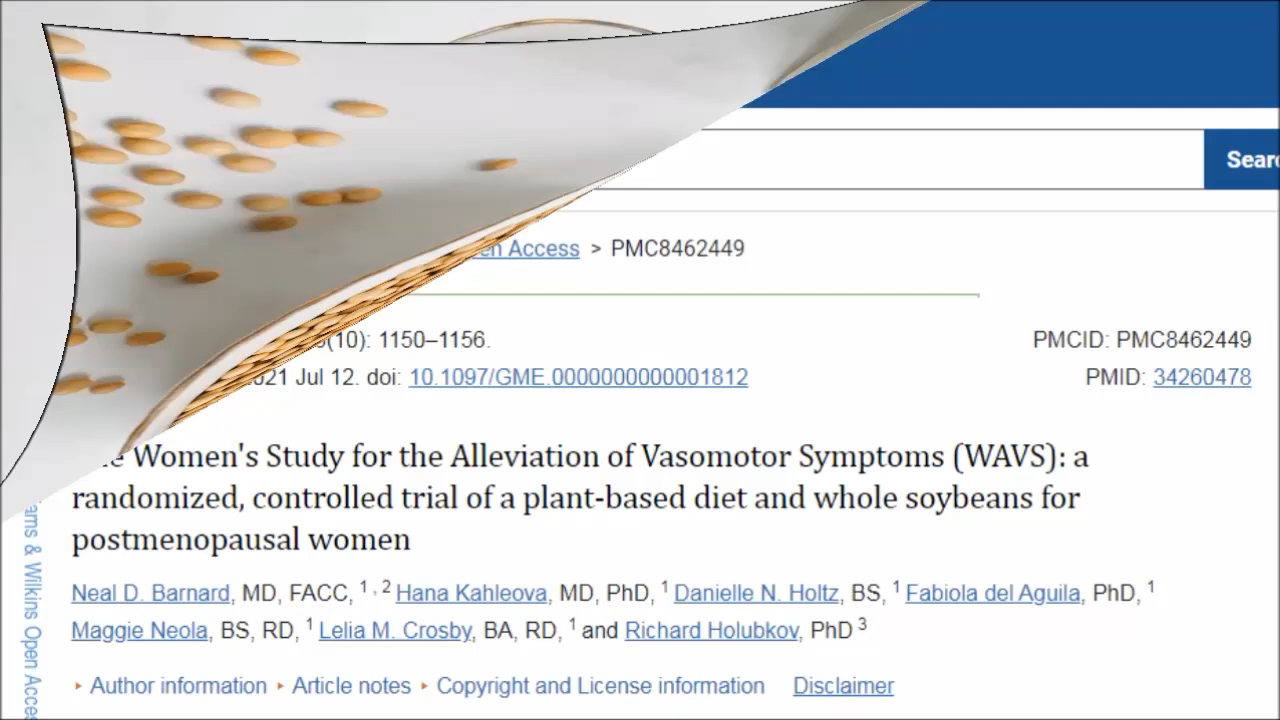 Sear
Open Access > PMC8462449
(10): 1150–1156.
PMCID: PMC8462449
2021 Jul 12. doi: 10.1097/GME.0000000000001812
PMID: 34260478
Women's Study for the Alleviation of Vasomotor Symptoms (WAVS): a
randomized, controlled trial of a plant-based diet and whole soybeans for
postmenopausal women
Neal D. Barnard, MD, FACC, 1, 2 Hana Kahleova, MD, PhD, 1 Danielle N. Holtz, BS, 1 Fabiola del Aguila, PhD, 1
Maggie Neola, BS, RD, 1 Lelia M. Crosby, BA, RD, 1 and Richard Holubkov, PhD 3
‣ Author information ‣ Article notes ‣ Copyright and License information Disclaimer
ams & Wilkins Open Acces